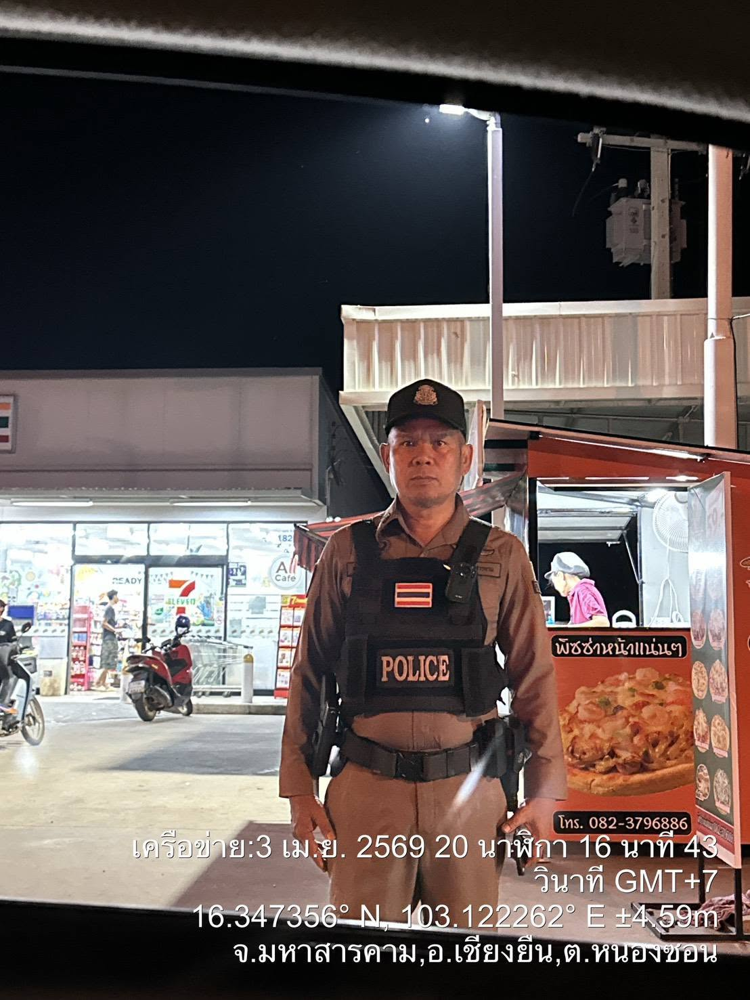 182
All
Cafe
READY
7
ELEVEN
POLICE
พิซซ่าหน้าแน่นๆ
โทร. 082-3796886
เครือข่าย:3 เม.ย. 2569 20 นาฬิกา 16 นาที 43
วินาที GMT+7
16.347356° N, 103.122262° E ±4.59m
จ.มหาสารคาม,อ.เชียงยืน,ต.หนองซอน